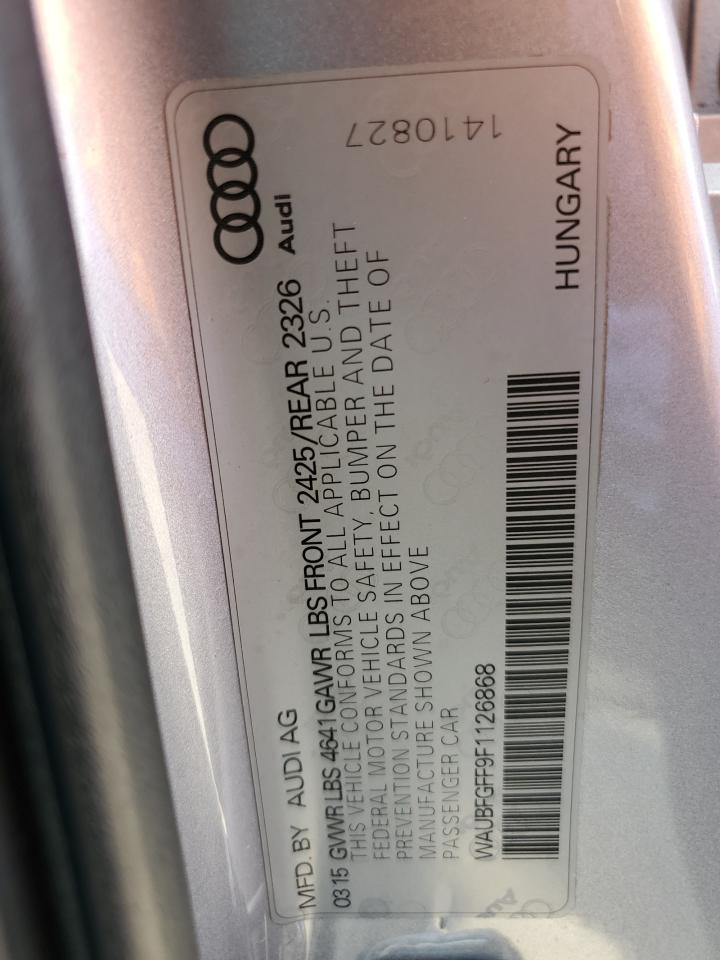 MFD. BY AUDI AG
0315 GVWR LBS 4641 GAWR LBS FRONT 2425/REAR 2326
Audi
THIS VEHICLE CONFORMS TO ALL APPLICABLE U.S.
FEDERAL MOTOR VEHICLE SAFETY, BUMPER AND THEFT
PREVENTION STANDARDS IN EFFECT ON THE DATE OF
MANUFACTURE SHOWN ABOVE
PASSENGER CAR
1410827
WAUBFGFF9F1126868
HUNGARY